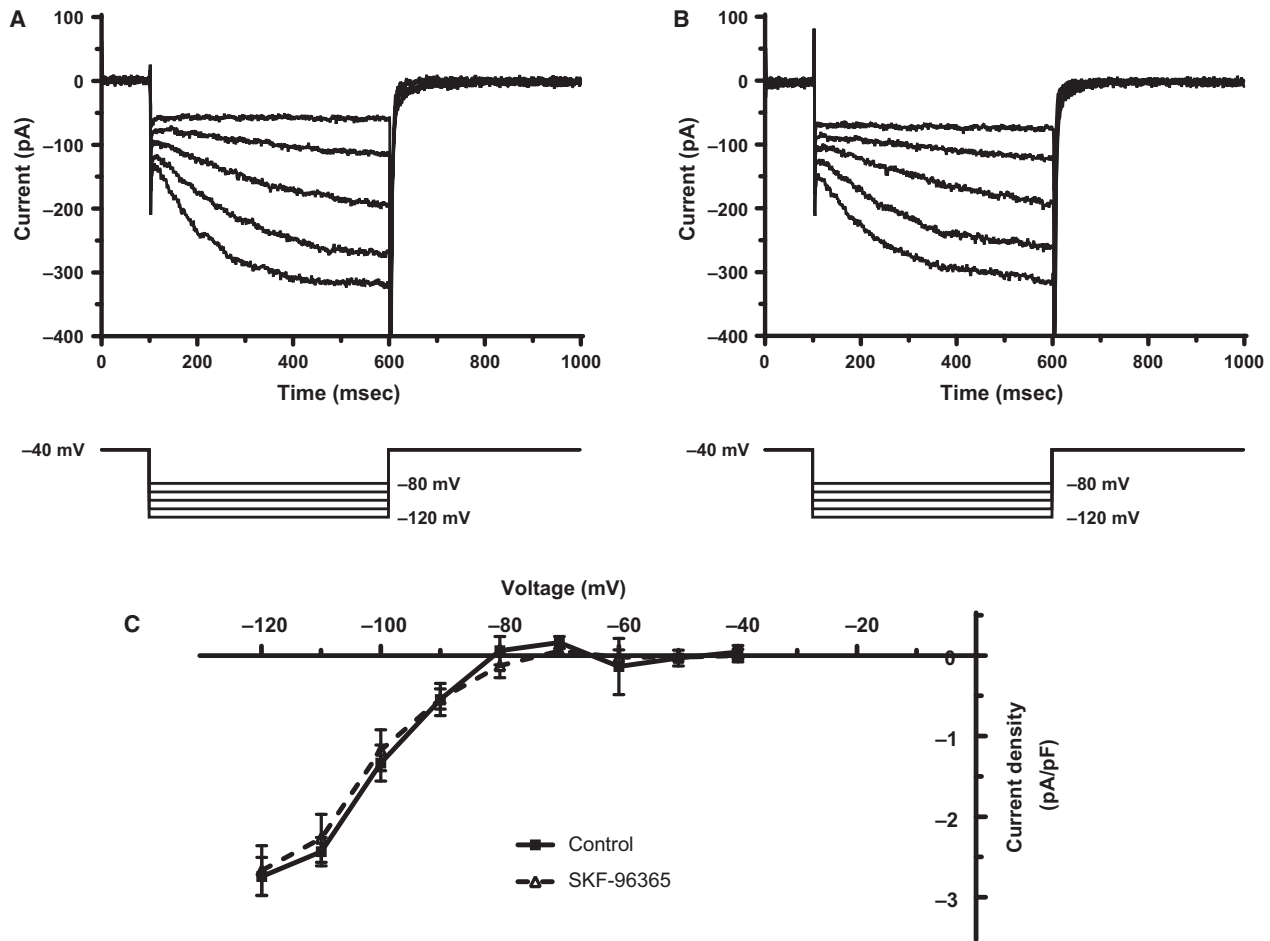 A
100
0
–100
–200
–300
–400
Current (pA)
0
200
400
600
800
1000
Time (msec)
–40 mV
–80 mV
–120 mV
B
100
0
–100
–200
–300
–400
Current (pA)
0
200
400
600
800
1000
Time (msec)
–80 mV
–120 mV
C
Voltage (mV)
–120
–100
–80
–60
–40
–20
0
–1
–2
–3
Current density
(pA/pF)
Control
SKF-96365